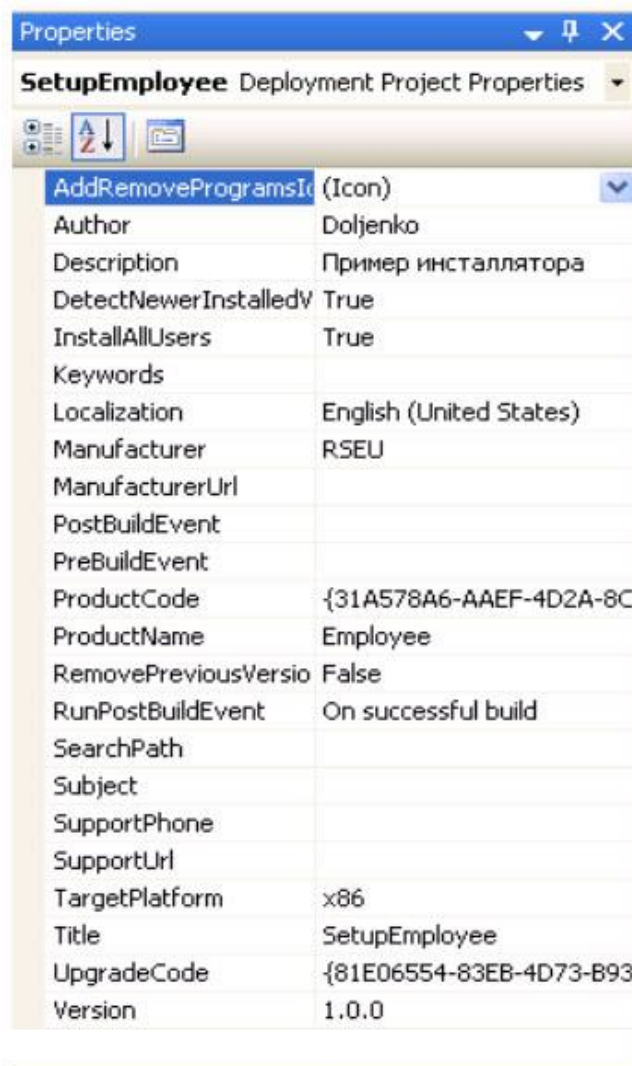 Properties
SetupEmployee Deployment Project Properties
AddRemoveProgramsIc (Icon)
Author Doljenko
Description Пример инсталлятора
DetectNewerInstalledV True
InstallAllUsers True
Keywords
Localization English (United States)
Manufacturer RSEU
ManufacturerUrl
PostBuildEvent
PreBuildEvent
ProductCode {31A578A6-AAEF-4D2A-8C
ProductName Employee
RemovePreviousVersio False
RunPostBuildEvent On successful build
SearchPath
Subject
SupportPhone
SupportUrl
TargetPlatform x86
Title SetupEmployee
UpgradeCode {81E06554-83EB-4D73-B93
Version 1.0.0